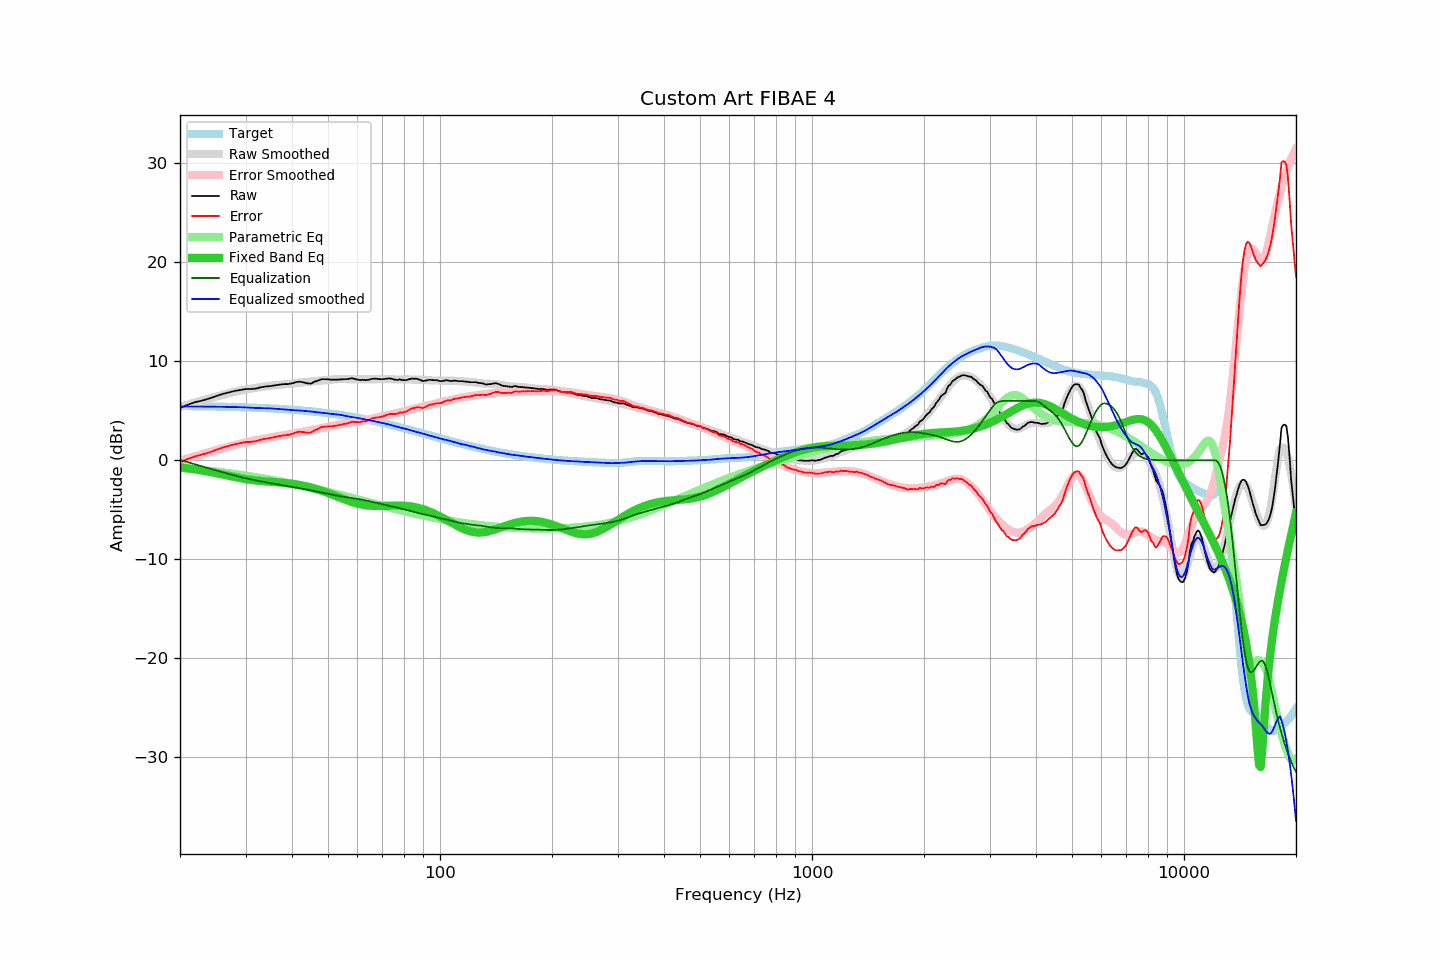 Custom Art FIBAE 4
Target
Raw Smoothed
Error Smoothed
Raw
Error
Parametric Eq
Fixed Band Eq
Equalization
Equalized smoothed
30
20
10
0
−10
−20
−30
Amplitude (dBr)
100
1000
10000
Frequency (Hz)